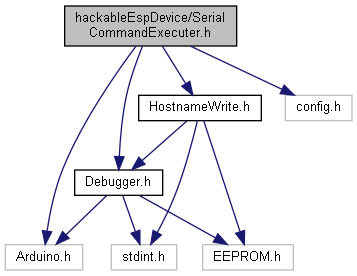 hackableEspDevice/Serial
CommandExecuter.h
HostnameWrite.h
config.h
Debugger.h
Arduino.h
stdint.h
EEPROM.h